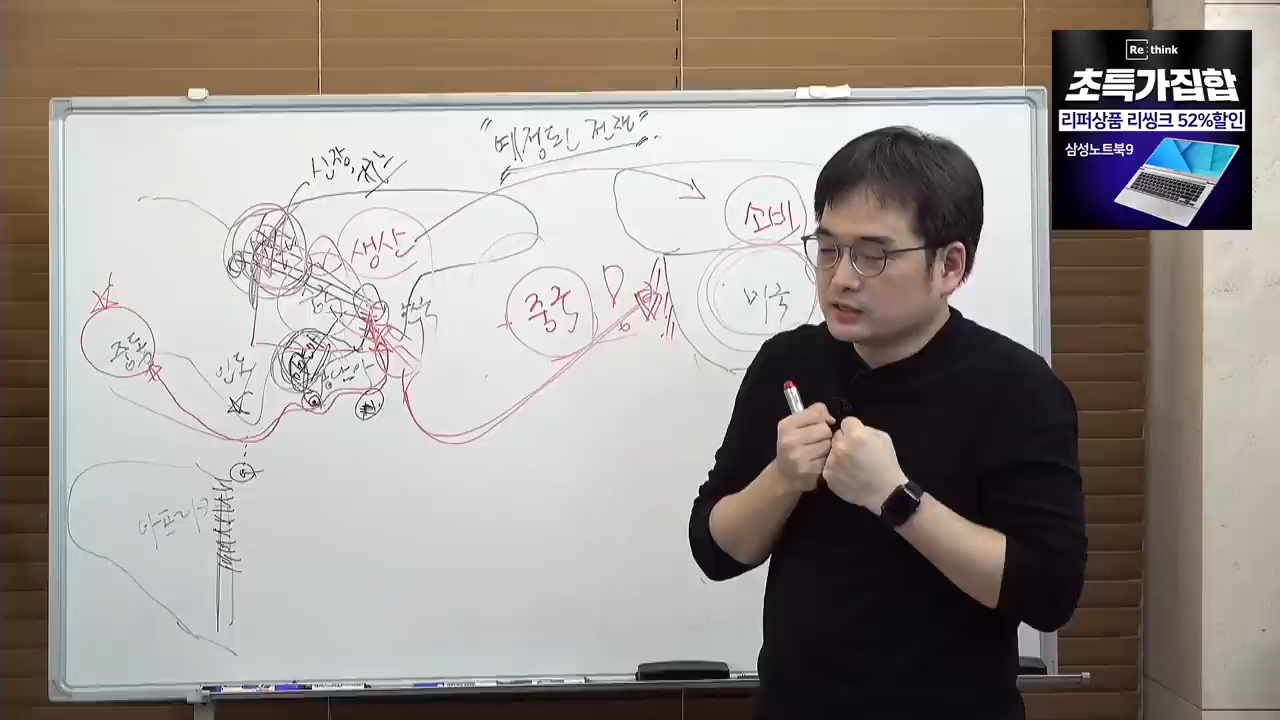 Re:think
초특가집합
리퍼상품 리씽크 52%할인
삼성노트북9
"예정된 전쟁"
신장,
생산
소비
중국
미국
중동
인도
아프리카